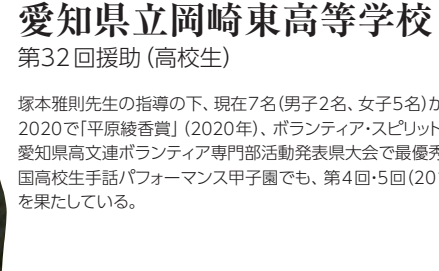 愛知県立岡崎東高等学校
第32回援助（高校生）
塚本雅則先生の指導の下、現在7名（男子2名、女子5名）か
2020で「平原綾香賞」（2020年）、ボランティア・スピリット
愛知県高文連ボランティア専門部活動発表県大会で最優秀
国高校生手話パフォーマンス甲子園でも、第4回・5回（201
を果たしている。